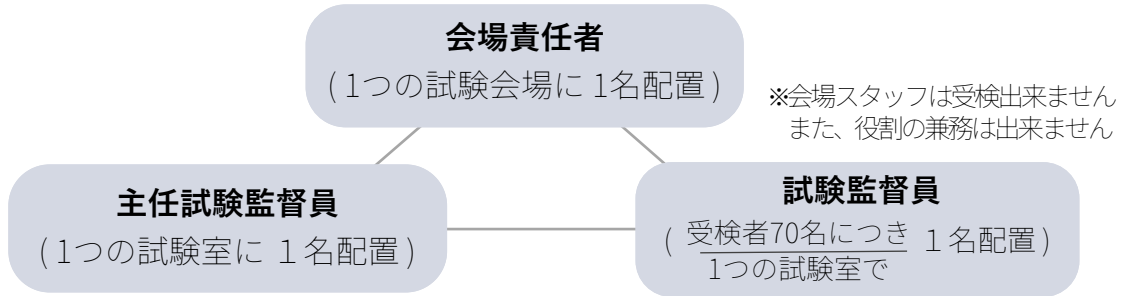 会場責任者
(1つの試験会場に 1名配置)
※会場スタッフは受検出来ません
また、役割の兼務は出来ません
主任試験監督員
(1つの試験室に １名配置)
試験監督員
( 受検者70名につき １名配置)
1つの試験室で